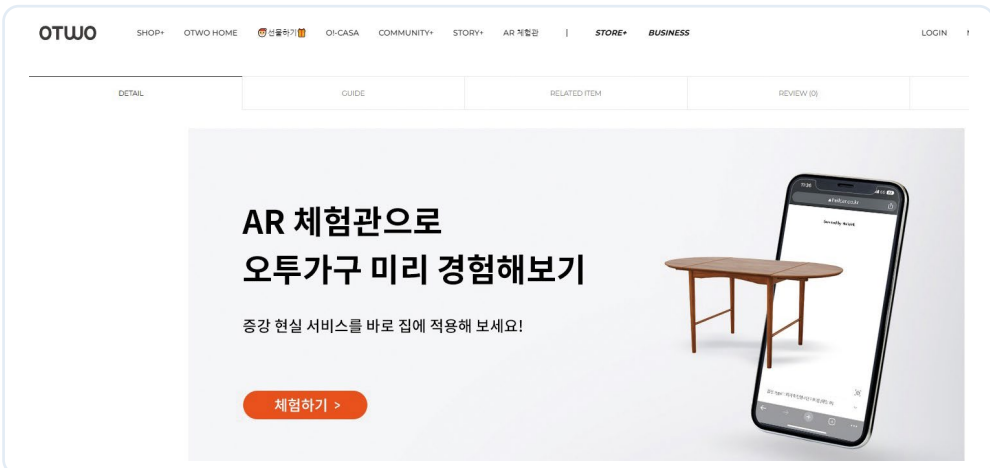 OTWO
SHOP+ OTWO HOME 선물하기 O!-CASA COMMUNITY+ STORY+ AR 체험관 | STORE+ BUSINESS LOGIN
DETAIL GUIDE RELATED ITEM REVIEW (0)
AR 체험관으로
오투가구 미리 경험해보기
증강 현실 서비스를 바로 집에 적용해 보세요!
체험하기 >